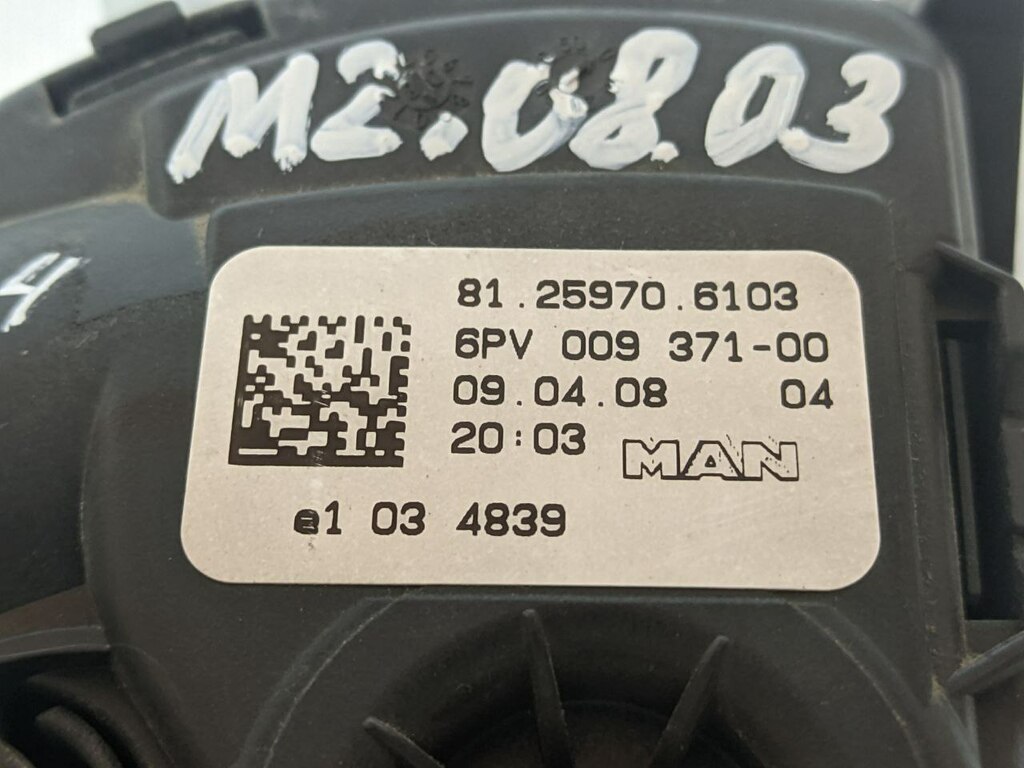 M2.08.03
81.25970.6103
6PV 009 371-00
09.04.08 04
20:03 MAN
e1 03 4839